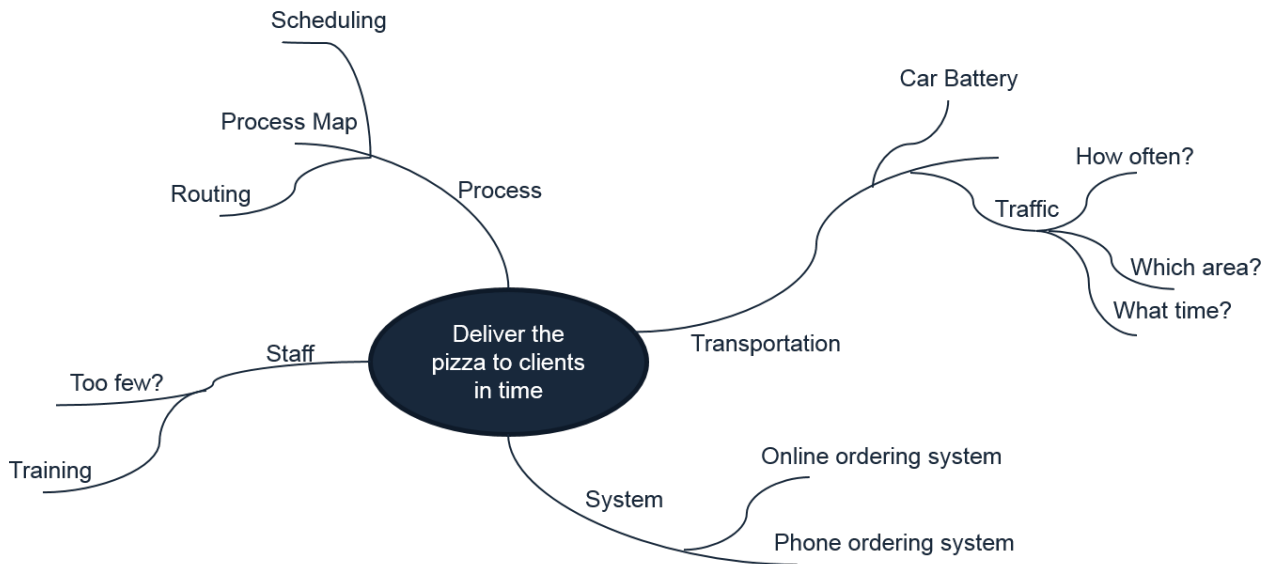 Scheduling
Car Battery
Process Map
How often?
Routing
Process
Traffic
Which area?
What time?
Deliver the
pizza to clients
in time
Transportation
Staff
Too few?
Training
Online ordering system
System
Phone ordering system